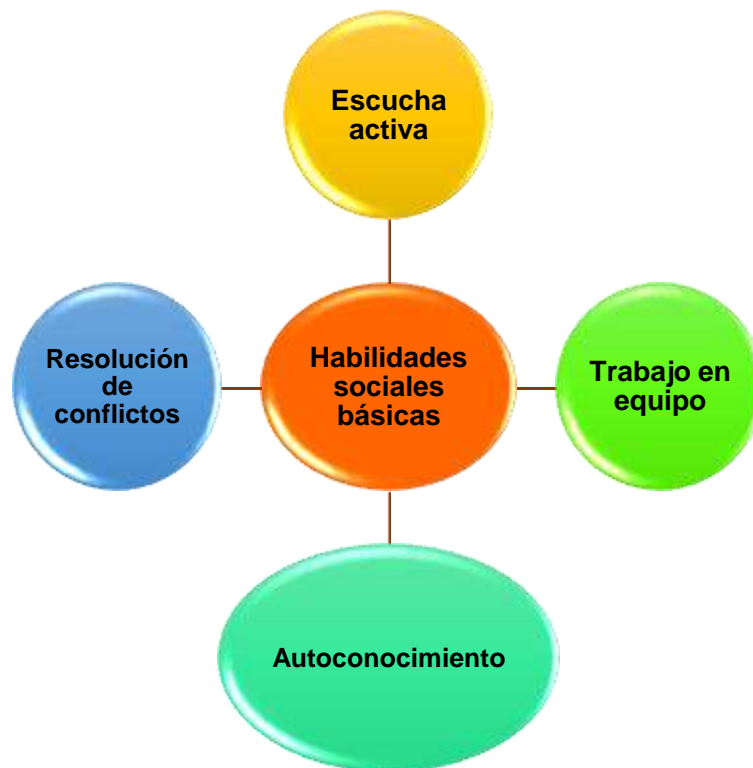 Escucha
activa
Resolución
de
conflictos
Habilidades
sociales
básicas
Trabajo en
equipo
Autoconocimiento